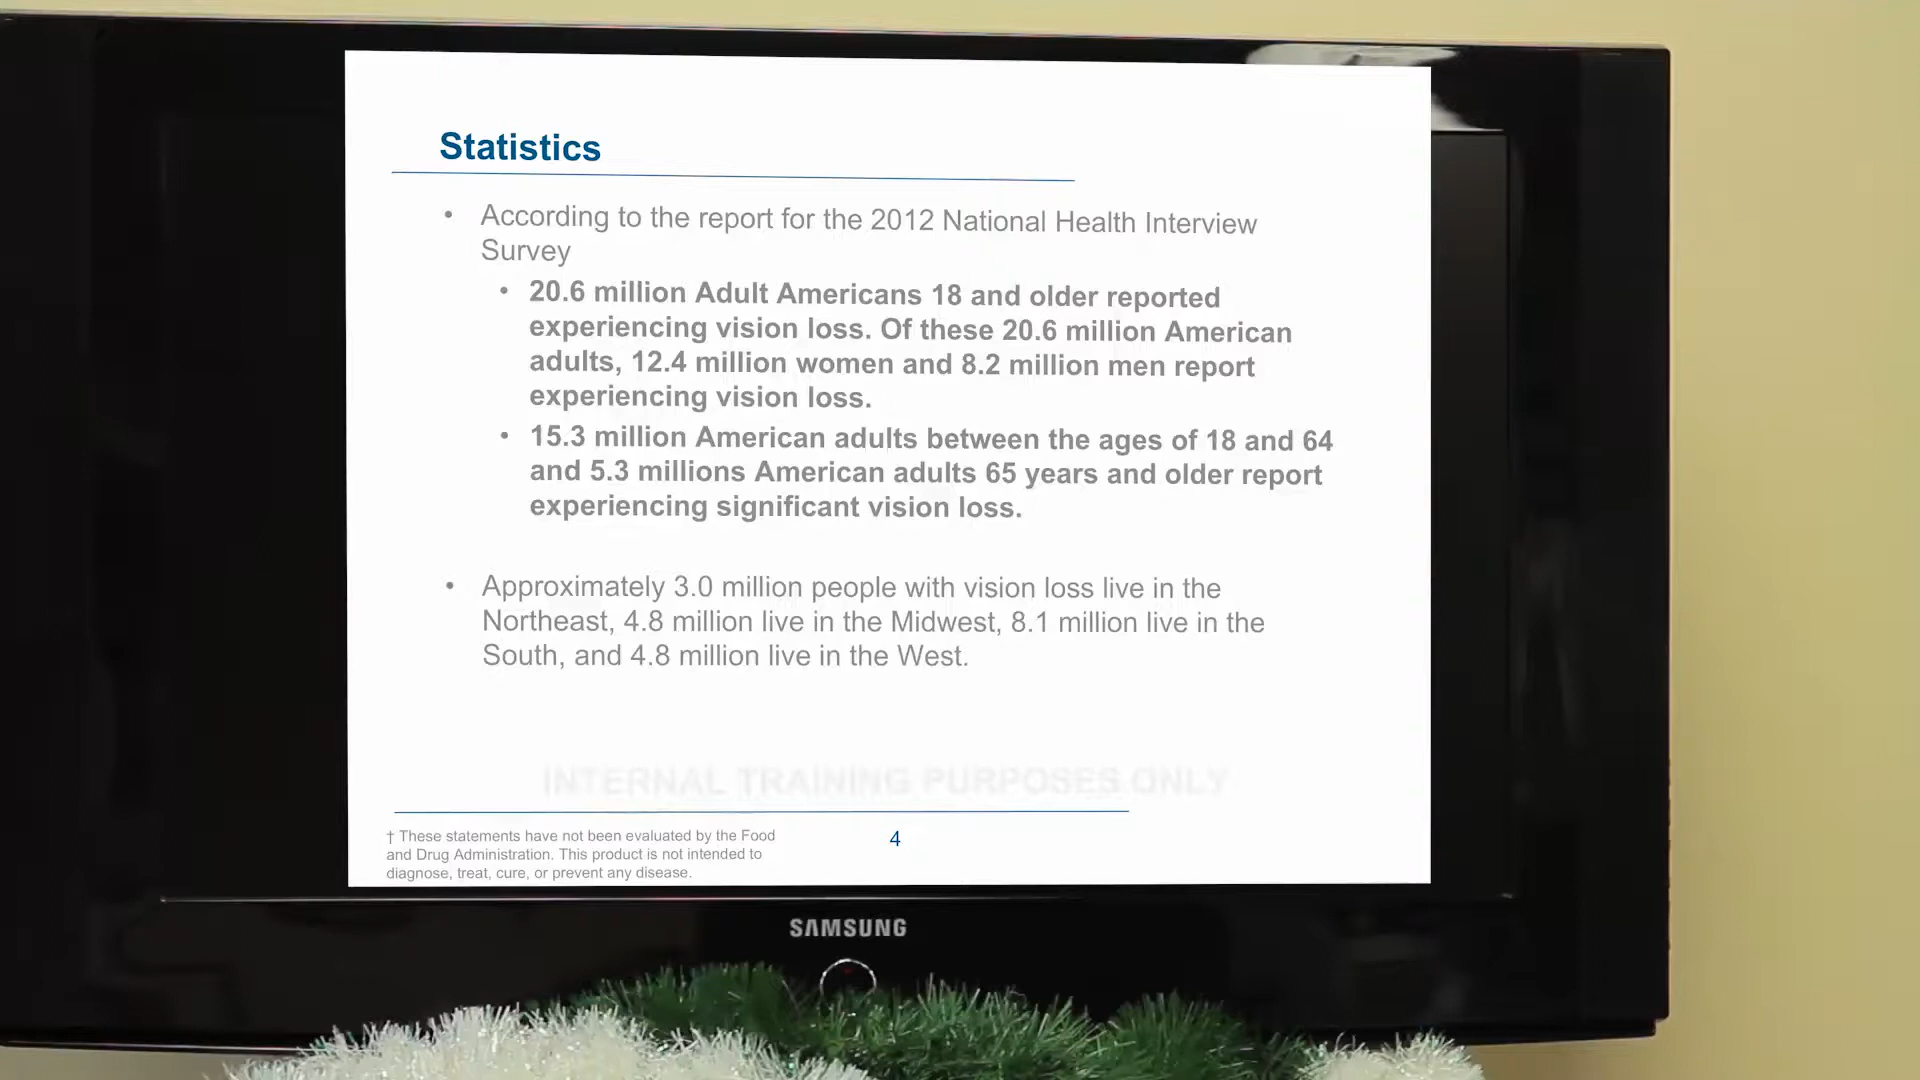 Statistics
• According to the report for the 2012 National Health Interview
Survey
• 20.6 million Adult Americans 18 and older reported
experiencing vision loss. Of these 20.6 million American
adults, 12.4 million women and 8.2 million men report
experiencing vision loss.
• 15.3 million American adults between the ages of 18 and 64
and 5.3 millions American adults 65 years and older report
experiencing significant vision loss.
• Approximately 3.0 million people with vision loss live in the
Northeast, 4.8 million live in the Midwest, 8.1 million live in the
South, and 4.8 million live in the West.
INTERNAL TRAINING PURPOSES ONLY
† These statements have not been evaluated by the Food
and Drug Administration. This product is not intended to
diagnose, treat, cure, or prevent any disease.
4
SAMSUNG